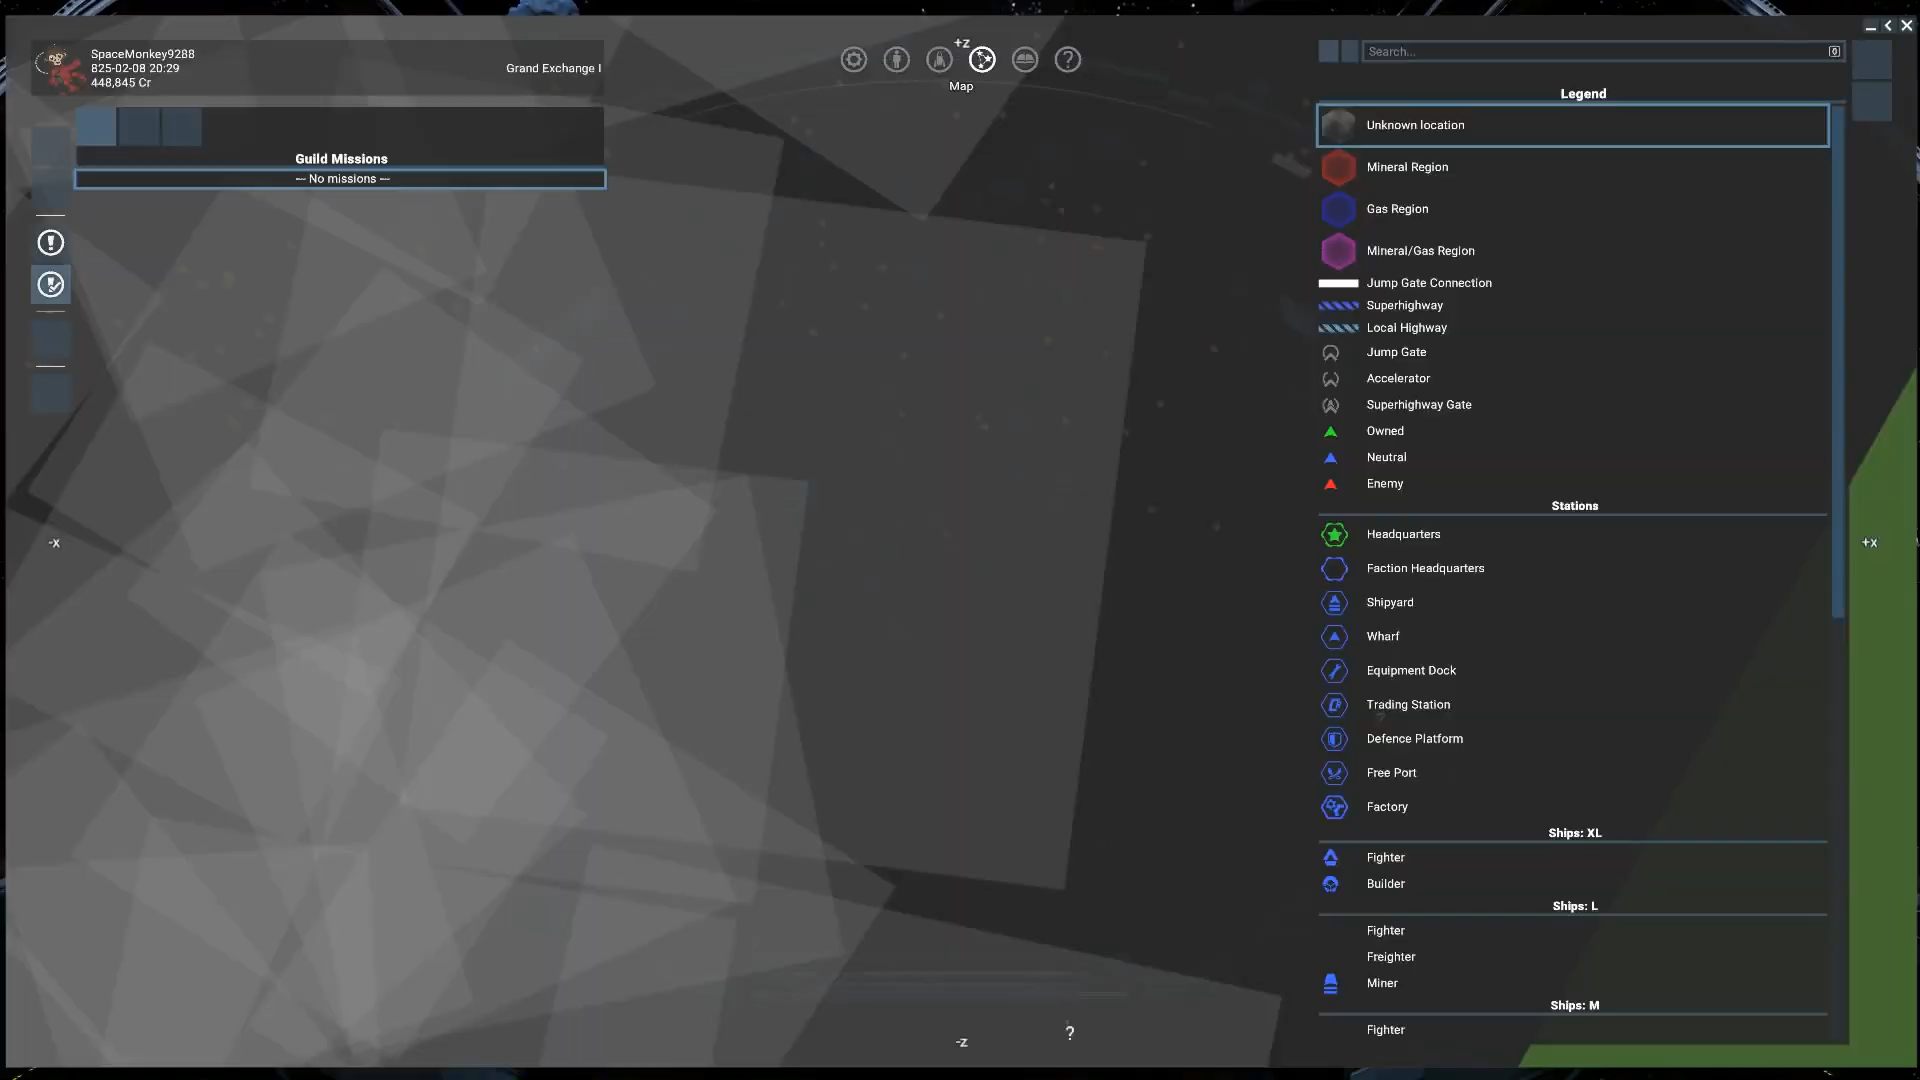 SpaceMonkey9288
825-02-08 20:29
448,845 Cr
Grand Exchange I
Guild Missions
— No missions —
+Z
Map
-X
+X
-Z
?
Search...
0
Legend
Unknown location
Mineral Region
Gas Region
Mineral/Gas Region
Jump Gate Connection
Superhighway
Local Highway
Jump Gate
Accelerator
Superhighway Gate
Owned
Neutral
Enemy
Stations
Headquarters
Faction Headquarters
Shipyard
Wharf
Equipment Dock
Trading Station
Defence Platform
Free Port
Factory
Ships: XL
Fighter
Builder
Ships: L
Fighter
Freighter
Miner
Ships: M
Fighter